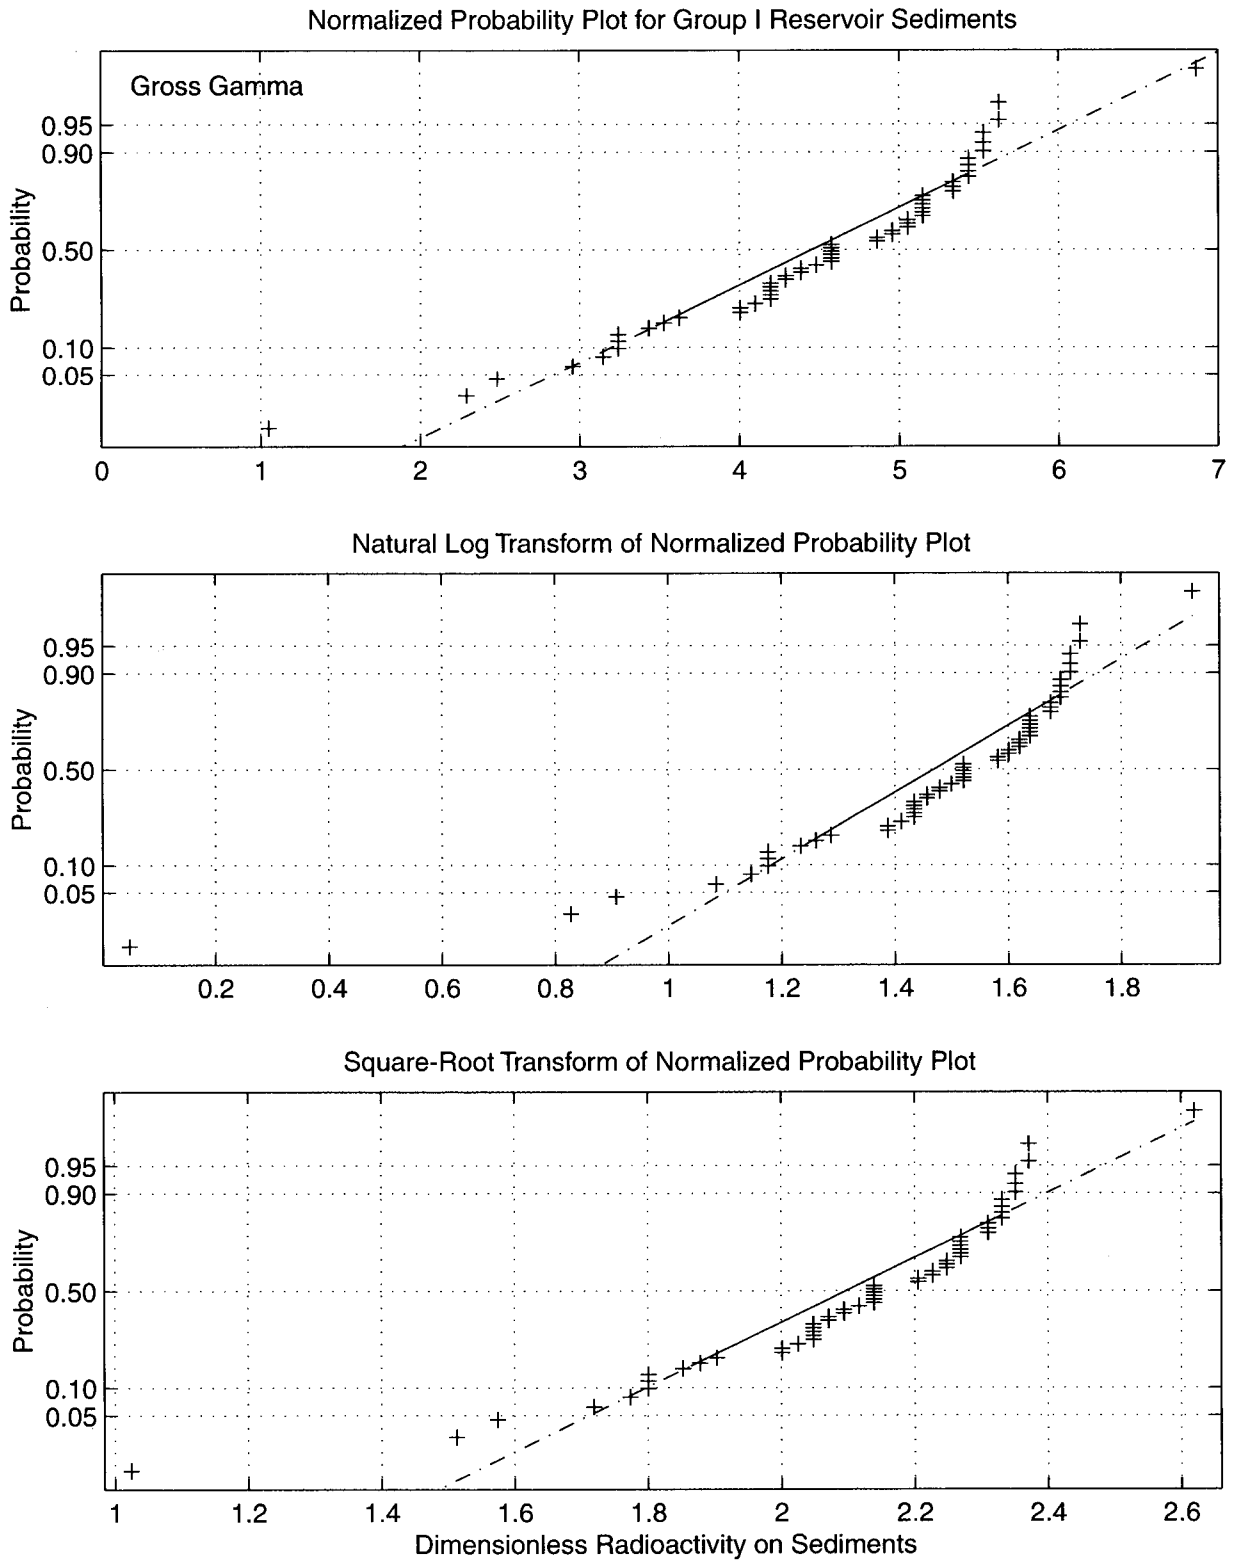 Normalized Probability Plot for Group I Reservoir Sediments
Gross Gamma
0.95
0.90
0.50
0.10
0.05
Probability
0 1 2 3 4 5 6 7
Natural Log Transform of Normalized Probability Plot
0.95
0.90
0.50
0.10
0.05
Probability
0.2 0.4 0.6 0.8 1 1.2 1.4 1.6 1.8
Square-Root Transform of Normalized Probability Plot
0.95
0.90
0.50
0.10
0.05
Probability
1 1.2 1.4 1.6 1.8 2 2.2 2.4 2.6
Dimensionless Radioactivity on Sediments